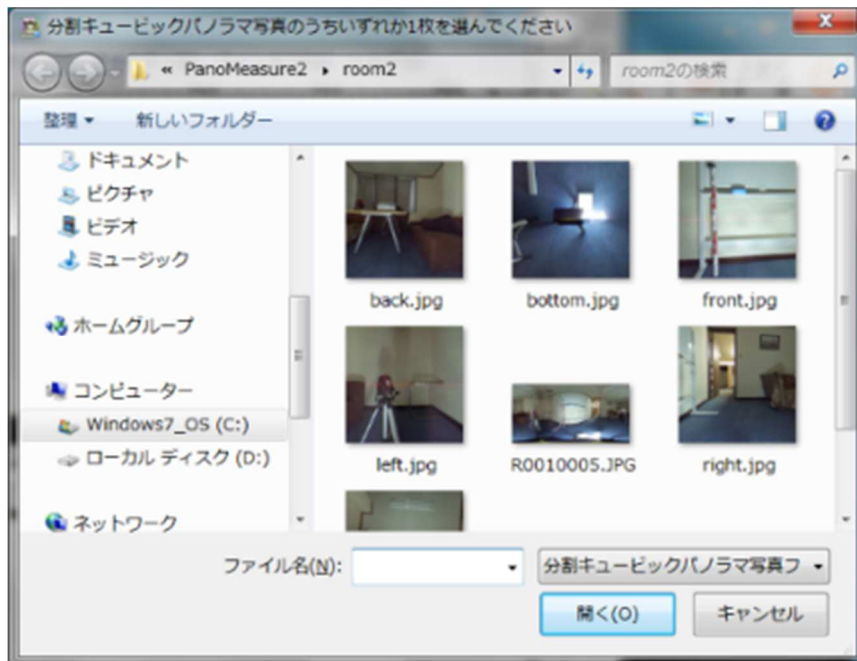 分割キュービックパノラマ写真のうちいずれか1枚を選んでください
« PanoMeasure2 ▸ room2
room2の検索
整理 ▾ 新しいフォルダー
ドキュメント
ピクチャ
ビデオ
ミュージック
ホームグループ
コンピューター
Windows7_OS (C:)
ローカル ディスク (D:)
ネットワーク
back.jpg bottom.jpg front.jpg
left.jpg R0010005.JPG right.jpg
ファイル名(N):
分割キュービックパノラマ写真フ
開く(O) キャンセル